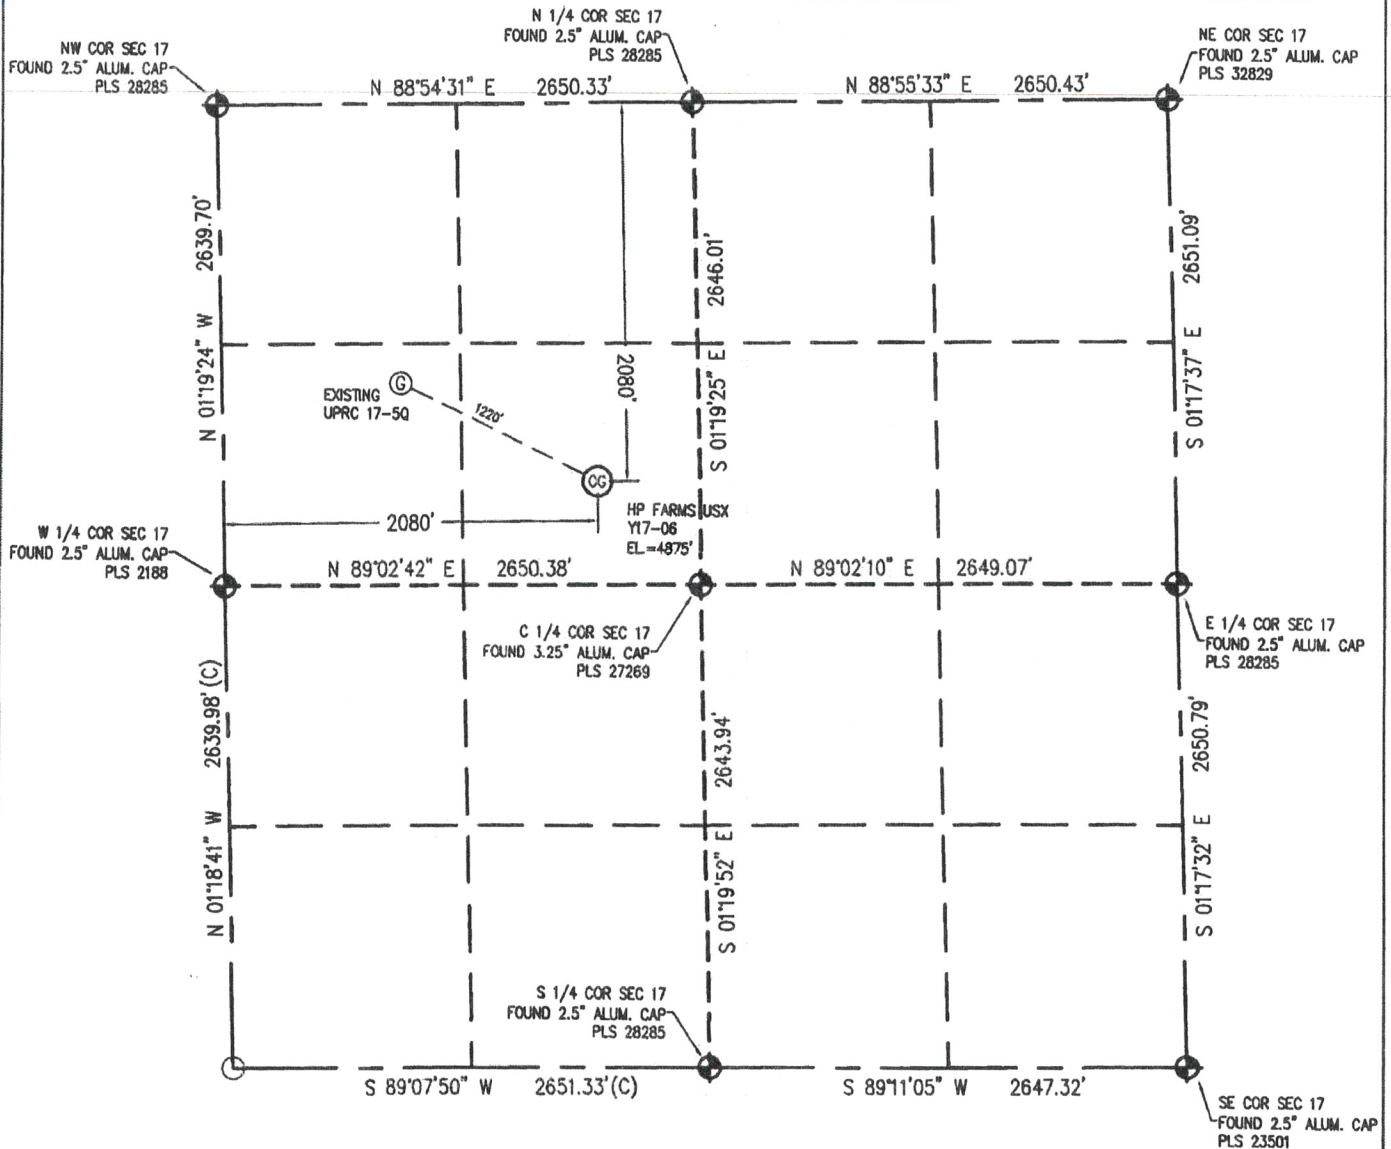 N 1/4 COR SEC 17
FOUND 2.5" ALUM. CAP
PLS 28285
NW COR SEC 17
FOUND 2.5" ALUM. CAP
PLS 28285
NE COR SEC 17
FOUND 2.5" ALUM. CAP
PLS 32829
N 88°54'31" E 2650.33'
N 88°55'33" E 2650.43'
N 01°19'24" W 2639.70'
2080'
S 01°19'25" E 2646.01'
S 01°17'37" E 2651.09'
G
EXISTING
UPRC 17-5Q
1220'
OG
2080'
HP FARMS USX
Y17-06
EL=4875'
W 1/4 COR SEC 17
FOUND 2.5" ALUM. CAP
PLS 2188
N 89°02'42" E 2650.38'
N 89°02'10" E 2649.07'
C 1/4 COR SEC 17
FOUND 3.25" ALUM. CAP
PLS 27269
E 1/4 COR SEC 17
FOUND 2.5" ALUM. CAP
PLS 28285
N 01°18'41" W 2639.98'(C)
S 01°19'52" E 2643.94'
S 01°17'32" E 2650.79'
S 1/4 COR SEC 17
FOUND 2.5" ALUM. CAP
PLS 28285
S 89°07'50" W 2651.33'(C)
S 89°11'05" W 2647.32'
SE COR SEC 17
FOUND 2.5" ALUM. CAP
PLS 23501